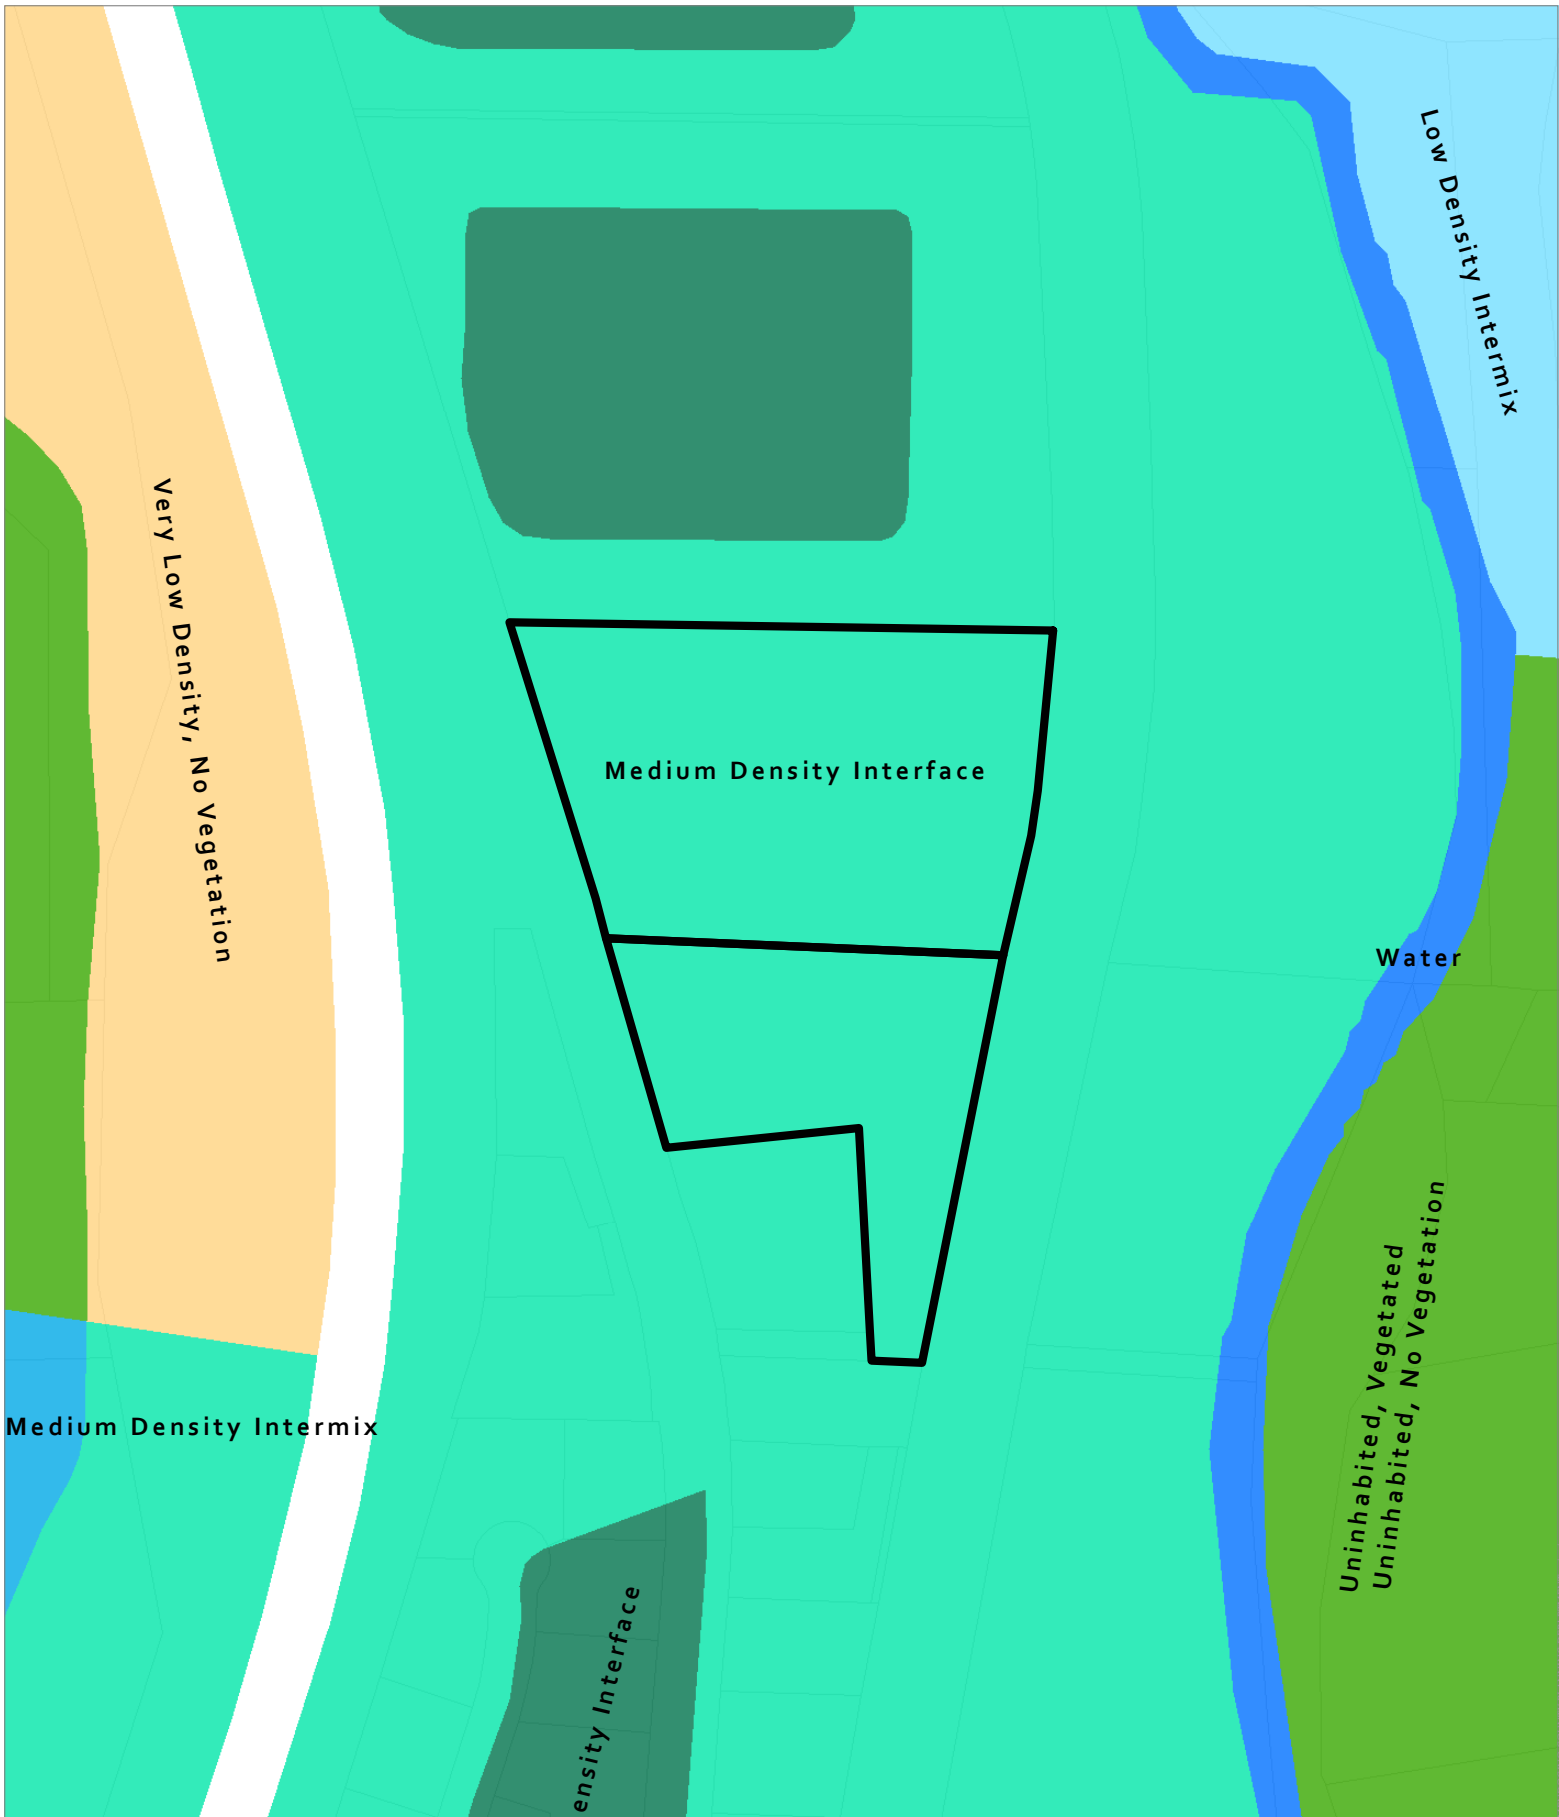 Low Density Intermix
Very Low Density, No Vegetation
Medium Density Interface
Water
Uninhabited, Vegetated
Uninhabited, No Vegetation
Medium Density Intermix
ensity Interface